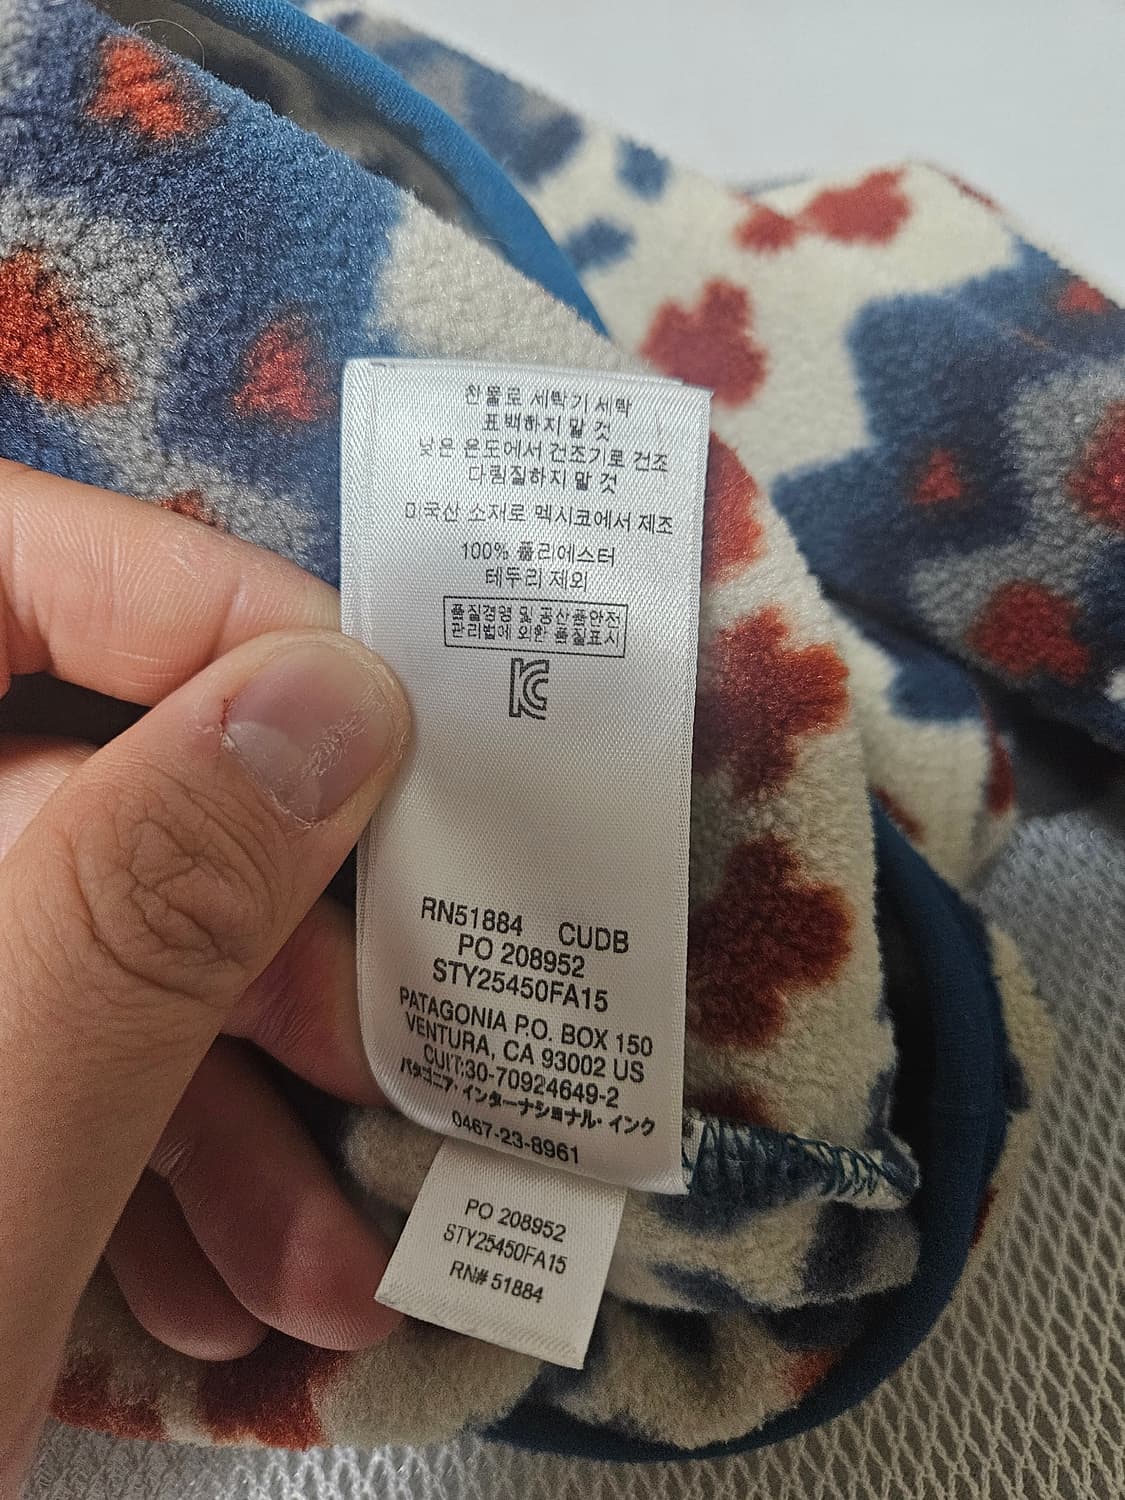 찬물로 세탁기 세탁
표백하지 말 것
낮은 온도에서 건조기로 건조
다림질하지 말 것
미국산 소재로 멕시코에서 제조
100% 폴리에스터
테두리 제외
품질경영 및 공산품안전
관리법에 의한 품질표시
KC
RN51884 CUDB
PO 208952
STY25450FA15
PATAGONIA P.O. BOX 150
VENTURA, CA 93002 US
CUIT:30-70924649-2
パタゴニア・インターナショナル・インク
0467-23-8961
PO 208952
STY25450FA15
RN# 51884